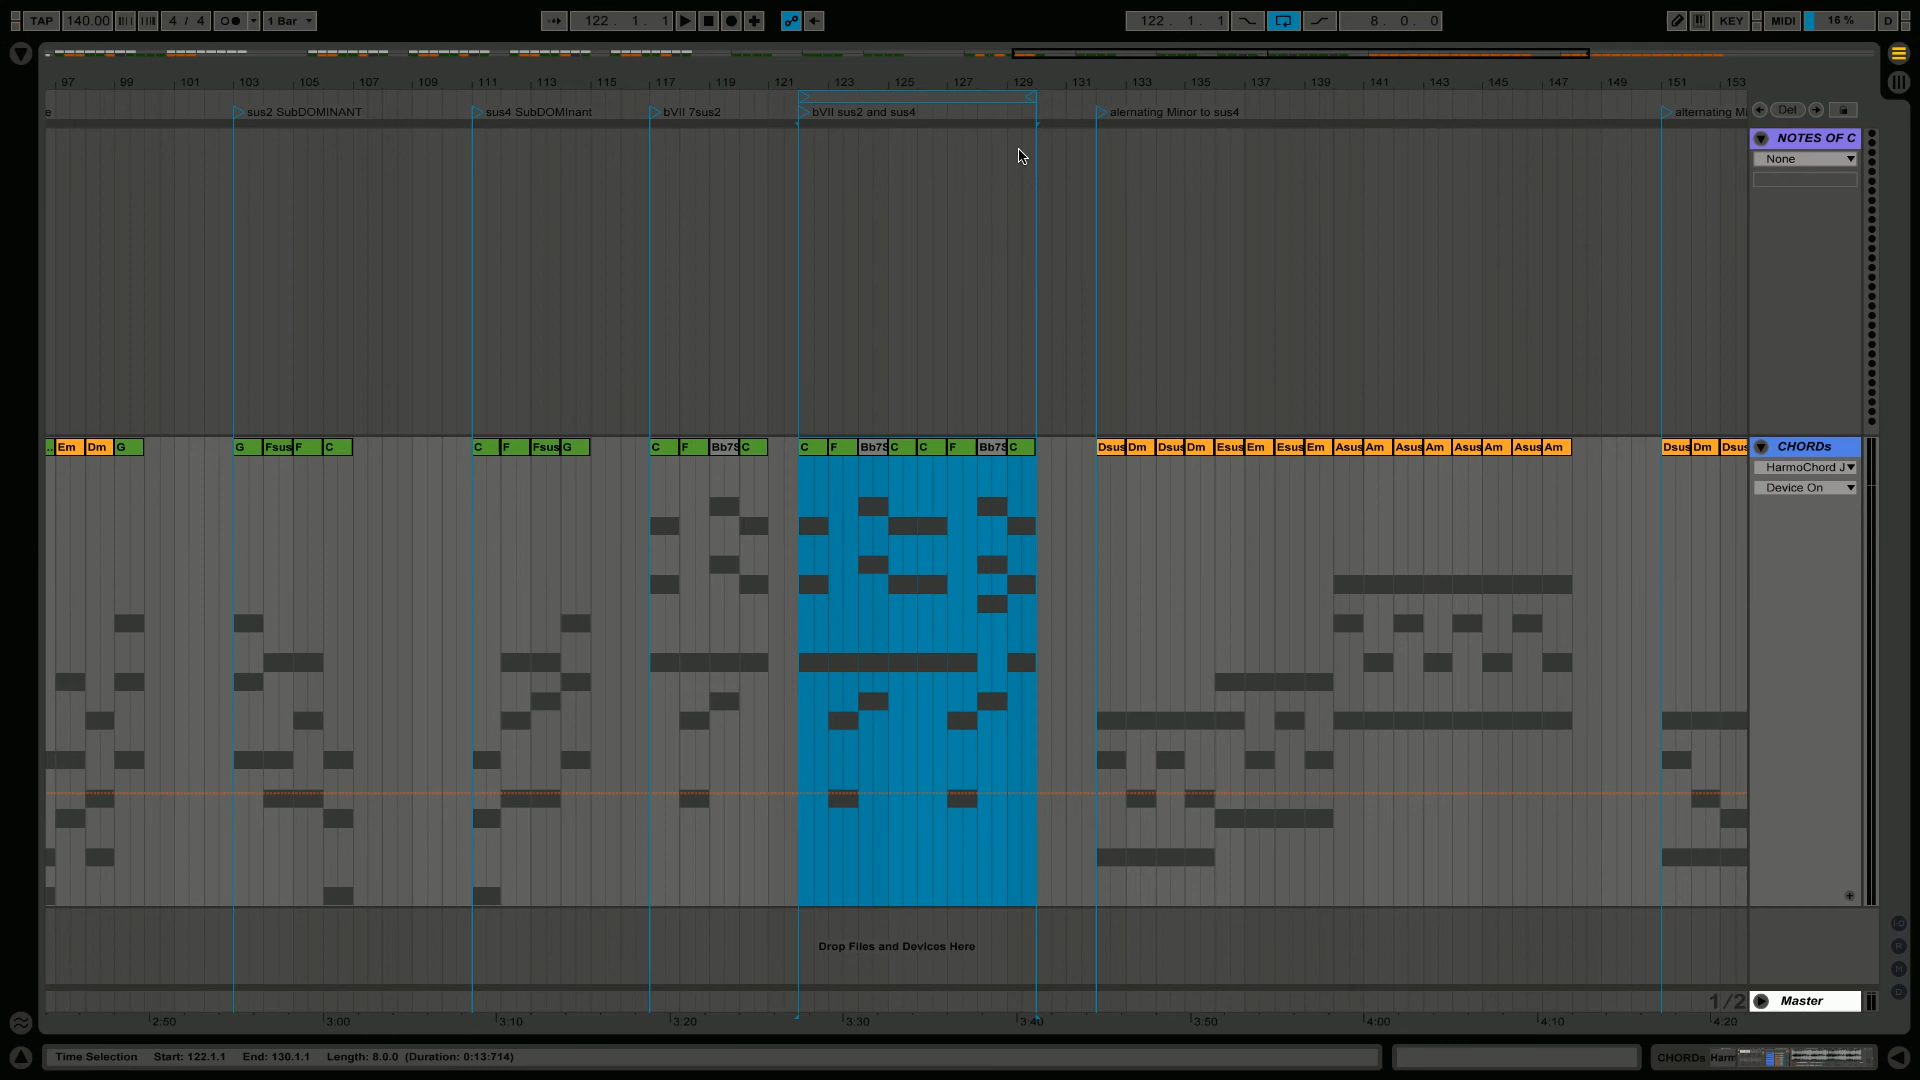 TAP 140.00 4 / 4 1 Bar 122 . 1 . 1 122 . 1 . 1 8 . 0 . 0 KEY MIDI 16 % D
97 99 101 103 105 107 109 111 113 115 117 119 121 123 125 127 129 131 133 135 137 139 141 143 145 147 149 151 153
e sus2 SubDOMINANT sus4 SubDOMInant bVII 7sus2 bVII sus2 and sus4 alernating Minor to sus4 alternating Mi Del
NOTES OF C
None
Em Dm G G Fsus F C C F Fsus G C F Bb7S C C F Bb7S C C F Bb7S C Dsus Dm Dsus Dm Esus Em Esus Em Asus Am Asus Am Asus Am Asus Am Dsus Dm Dsus CHORDs
HarmoChord J
Device On
Drop Files and Devices Here
1/2 Master
2:50 3:00 3:10 3:20 3:30 3:40 3:50 4:00 4:10 4:20
Time Selection Start: 122.1.1 End: 130.1.1 Length: 8.0.0 (Duration: 0:13:714) CHORDs Harm